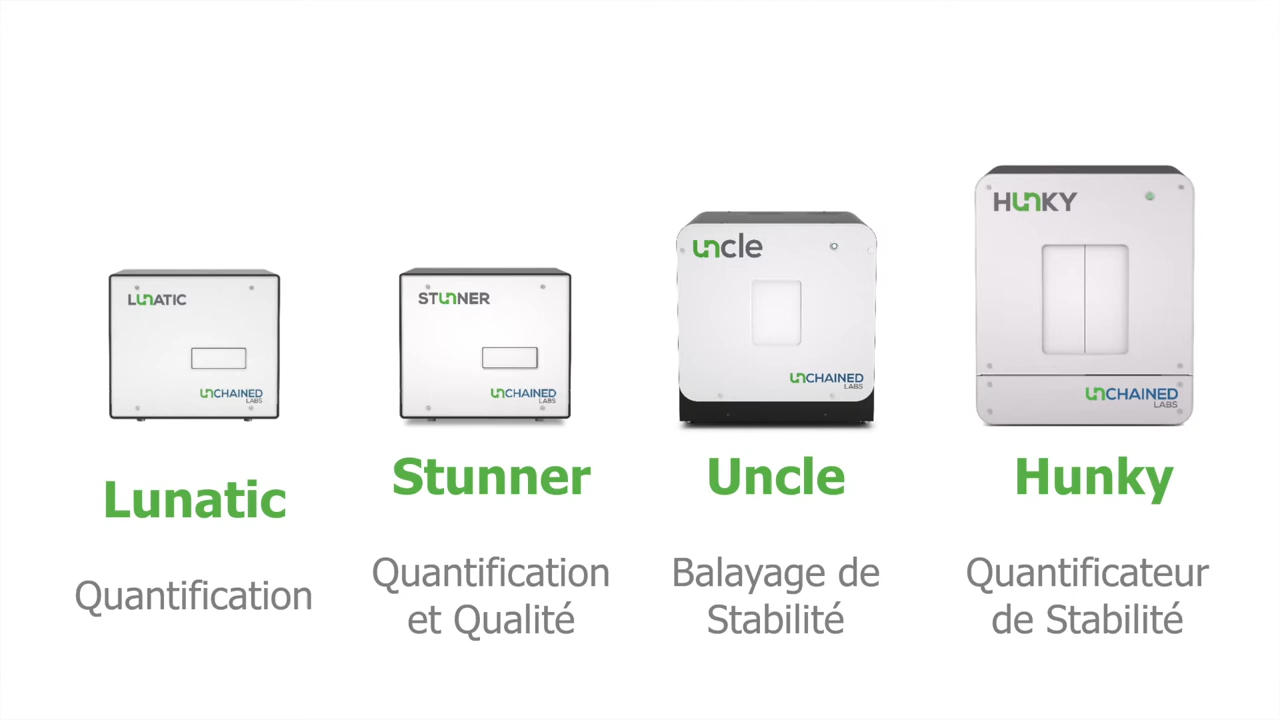 LUNATIC
UNCHAINED
LABS
STUNNER
UNCHAINED
LABS
uncle
UNCHAINED
LABS
HUNKY
UNCHAINED
LABS
Lunatic
Quantification
Stunner
Quantification
et Qualité
Uncle
Balayage de
Stabilité
Hunky
Quantificateur
de Stabilité